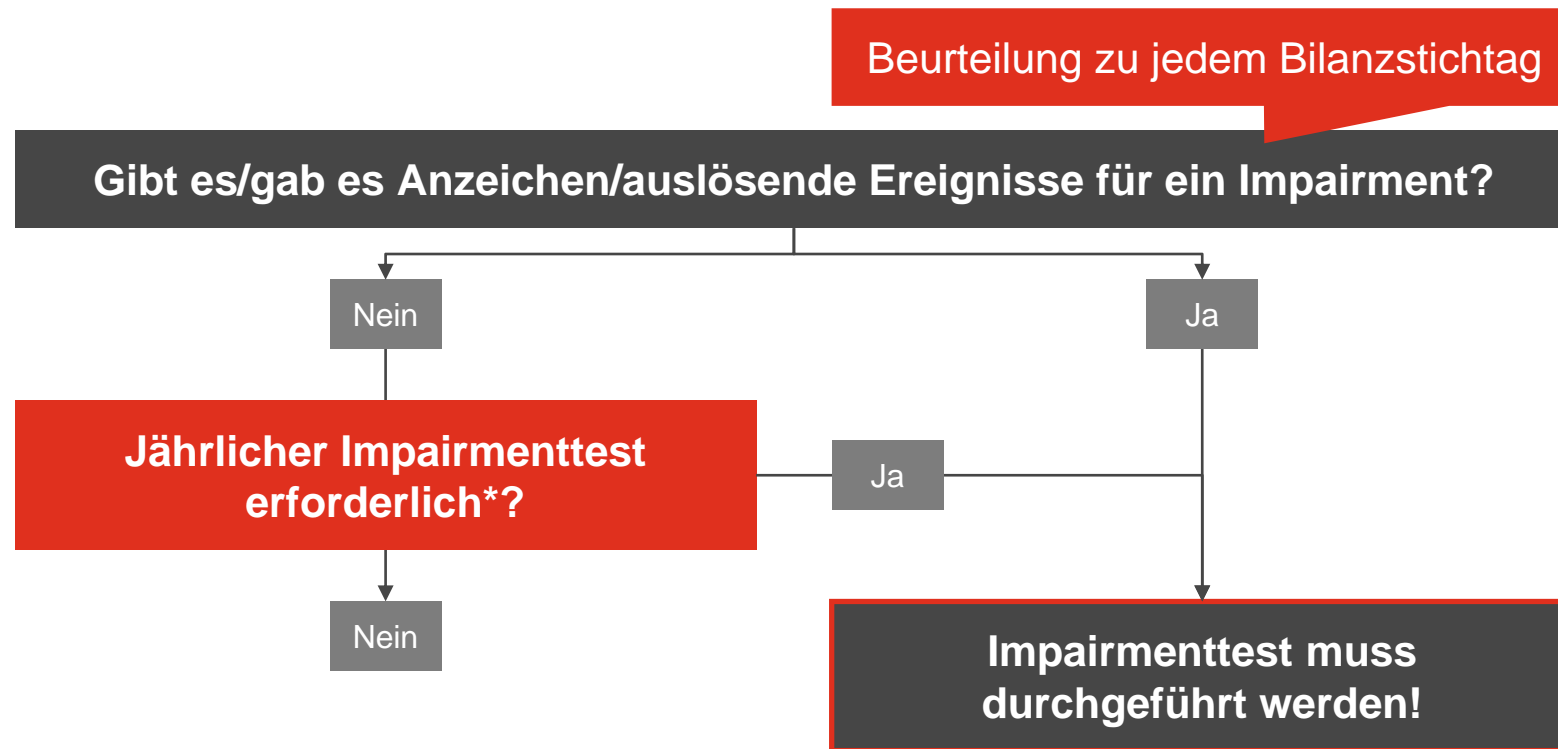 Beurteilung zu jedem Bilanzstichtag
Gibt es/gab es Anzeichen/auslösende Ereignisse für ein Impairment?
Nein
Ja
Jährlicher Impairmenttest
erforderlich*?
Ja
Nein
Impairmenttest muss
durchgeführt werden!